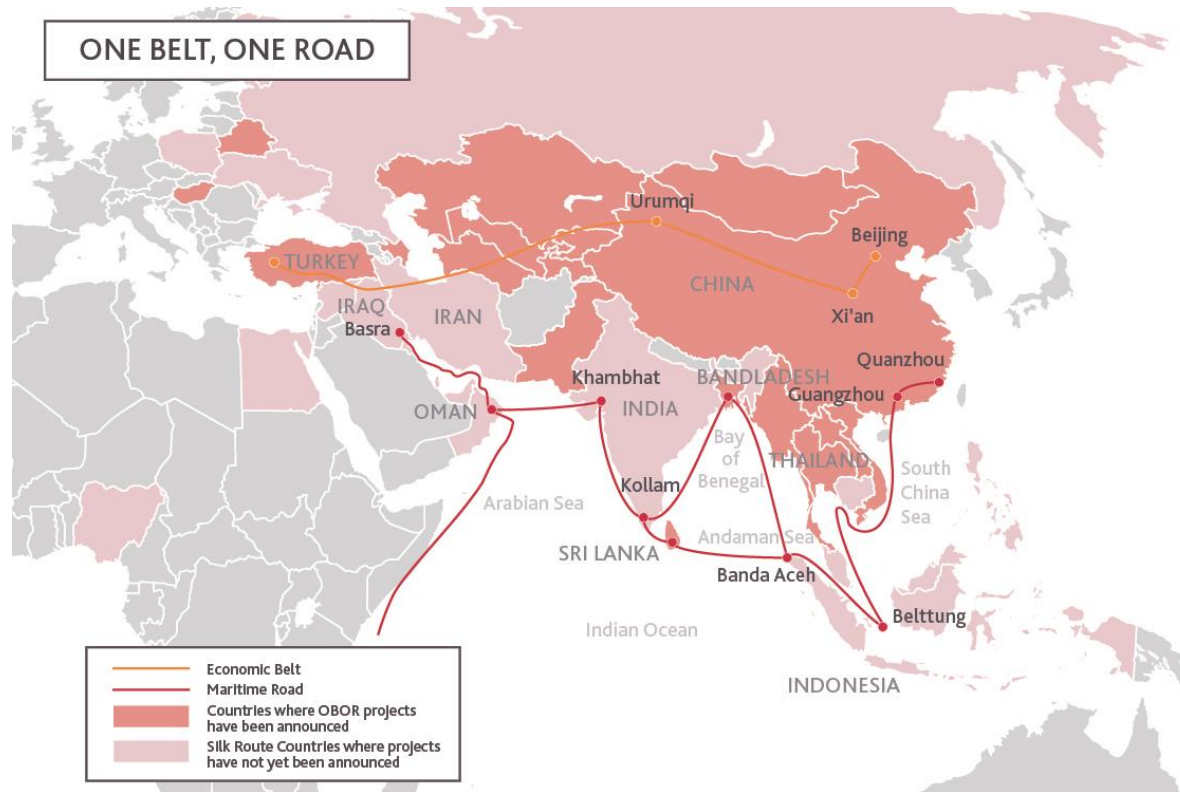 ONE BELT, ONE ROAD
Urumqi
Beijing
TURKEY
CHINA
IRAQ
IRAN
Xi'an
Basra
Quanzhou
Khambhat
BANDLADESH
Guangzhou
OMAN
INDIA
Bay
of
Benegal
THAILAND
South
China
Sea
Kollam
Arabian Sea
Andaman Sea
SRI LANKA
Banda Aceh
Belttung
Indian Ocean
INDONESIA
Economic Belt
Maritime Road
Countries where OBOR projects
have been announced
Silk Route Countries where projects
have not yet been announced